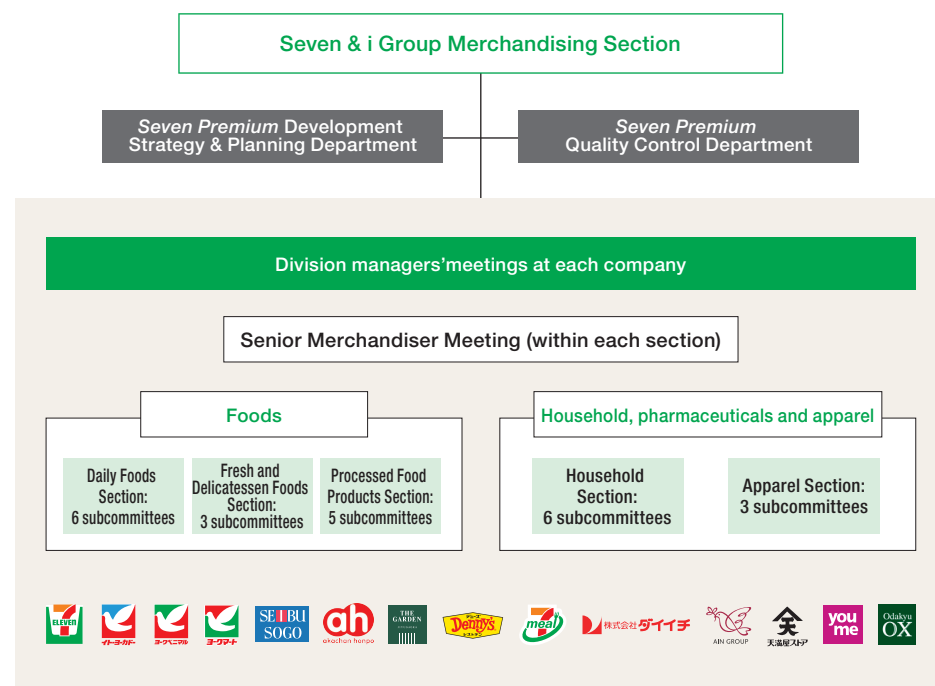 Seven & i Group Merchandising Section
Seven Premium Development
Strategy & Planning Department
Seven Premium
Quality Control Department
Division managers'meetings at each company
Senior Merchandiser Meeting (within each section)
Foods
Household, pharmaceuticals and apparel
Daily Foods
Section:
6 subcommittees
Fresh and
Delicatessen Foods
Section:
3 subcommittees
Processed Food
Products Section:
5 subcommittees
Household
Section:
6 subcommittees
Apparel Section:
3 subcommittees
7
ELEVEN
イトーヨーカドー
ヨークベニマル
ヨークマート
SEIBU
SOGO
ah
akachan honpo
THE
GARDEN
Denny's
7
meal
株式会社ダイイチ
AIN GROUP
天満屋ストア
you
me
Odakyu
OX